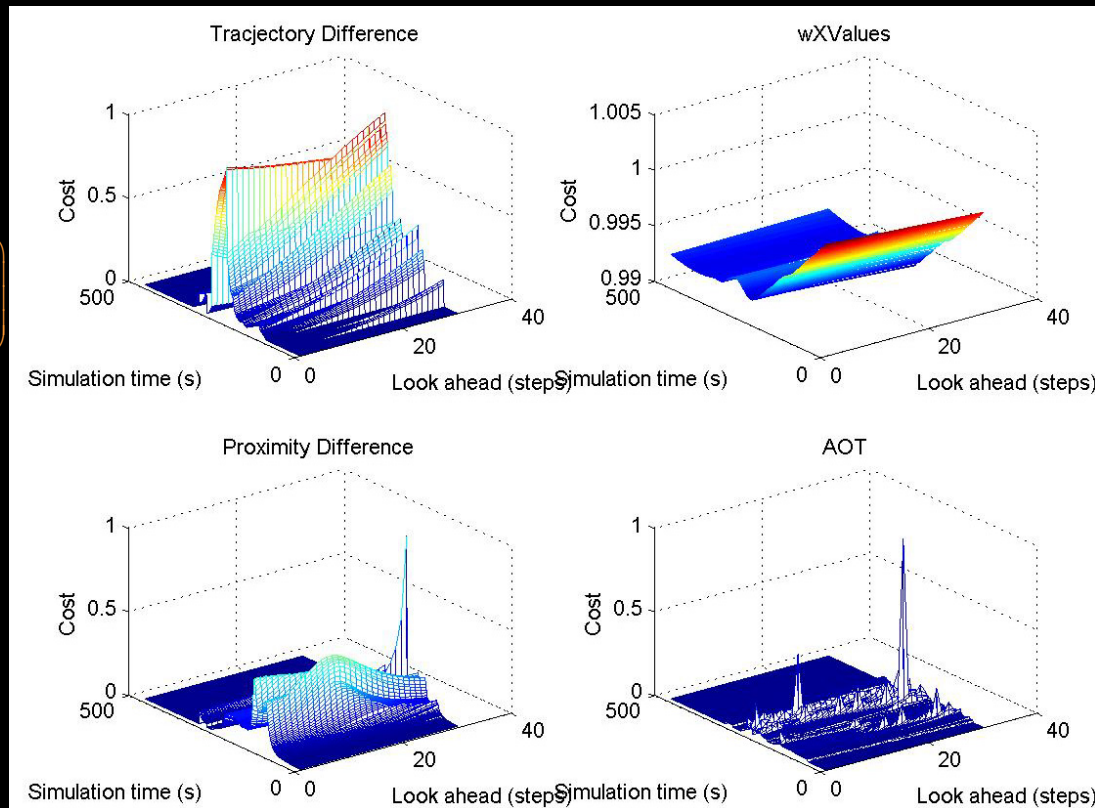 Tracjectory Difference
1
0.5
0
500
Cost
Simulation time (s)
0
0
20
40
Look ahead (steps)
wXValues
1.005
1
0.995
0.99
500
Cost
Simulation time (s)
0
0
20
40
Look ahead (steps)
Proximity Difference
1
0.5
0
500
Cost
Simulation time (s)
0
0
20
40
Look ahead (steps)
AOT
1
0.5
0
500
Cost
Simulation time (s)
0
0
20
40
Look ahead (steps)